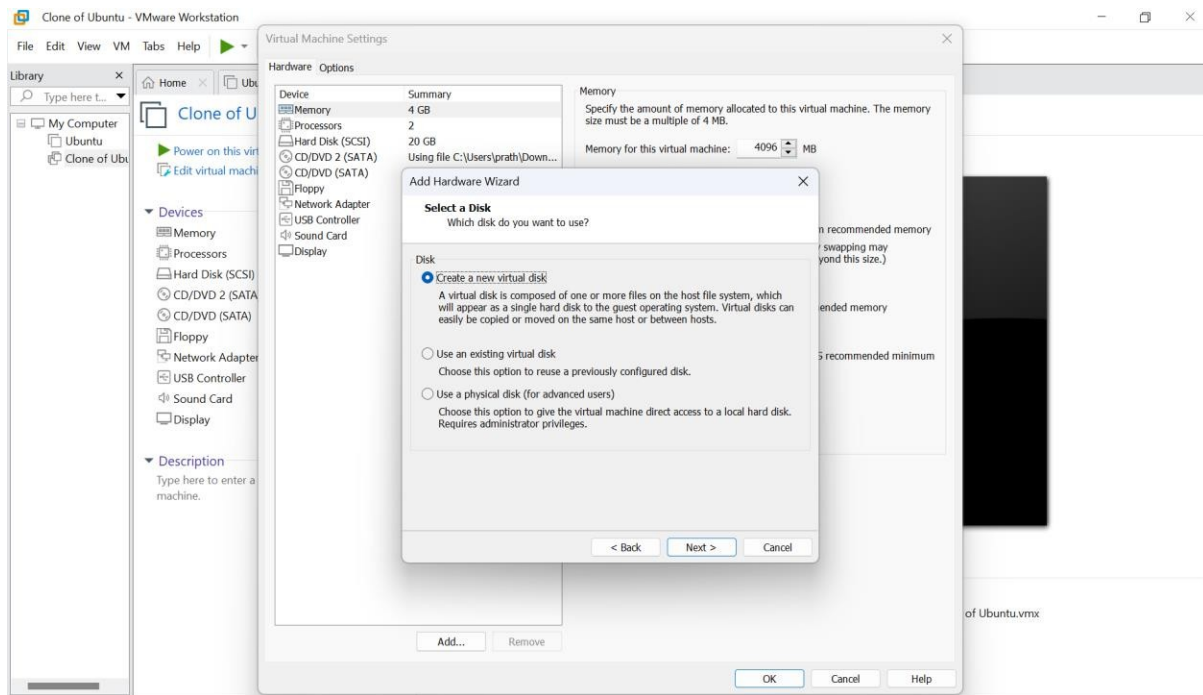 Clone of Ubuntu - VMware Workstation
File Edit View VM Tabs Help
Library
Type here t...
My Computer
Ubuntu
Clone of Ubu
Home
Ubu
Clone of U
Power on this virt
Edit virtual machi
Devices
Memory
Processors
Hard Disk (SCSI)
CD/DVD 2 (SATA
CD/DVD (SATA)
Floppy
Network Adapter
USB Controller
Sound Card
Display
Description
Type here to enter a
machine.
Virtual Machine Settings
Hardware Options
Device Summary
Memory 4 GB
Processors 2
Hard Disk (SCSI) 20 GB
CD/DVD 2 (SATA) Using file C:\Users\prath\Down...
CD/DVD (SATA)
Floppy
Network Adapter
USB Controller
Sound Card
Display
Memory
Specify the amount of memory allocated to this virtual machine. The memory
size must be a multiple of 4 MB.
Memory for this virtual machine: 4096 MB
recommended memory
swapping may
yond this size.)
ended memory
recommended minimum
Add Hardware Wizard
Select a Disk
Which disk do you want to use?
Disk
Create a new virtual disk
A virtual disk is composed of one or more files on the host file system, which
will appear as a single hard disk to the guest operating system. Virtual disks can
easily be copied or moved on the same host or between hosts.
Use an existing virtual disk
Choose this option to reuse a previously configured disk.
Use a physical disk (for advanced users)
Choose this option to give the virtual machine direct access to a local hard disk.
Requires administrator privileges.
< Back Next > Cancel
Add... Remove
OK Cancel Help
of Ubuntu.vmx